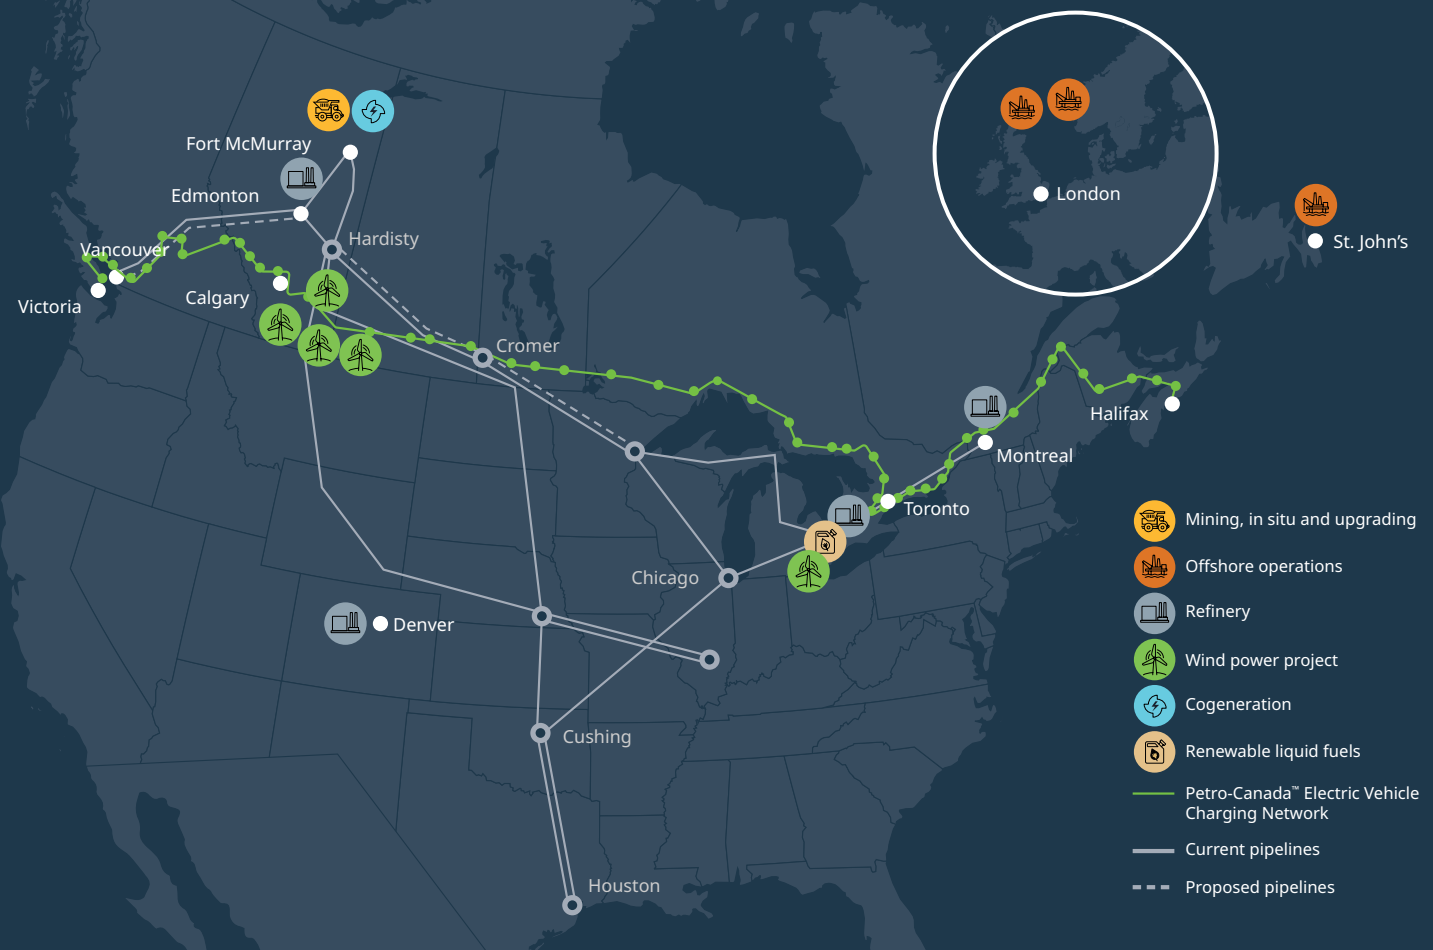 Fort McMurray
Edmonton
Hardisty
Vancouver
Victoria
Calgary
Cromer
London
St. John’s
Halifax
Montreal
Toronto
Chicago
Denver
Cushing
Houston
Mining, in situ and upgrading
Offshore operations
Refinery
Wind power project
Cogeneration
Renewable liquid fuels
Petro-Canada™ Electric Vehicle
Charging Network
Current pipelines
Proposed pipelines